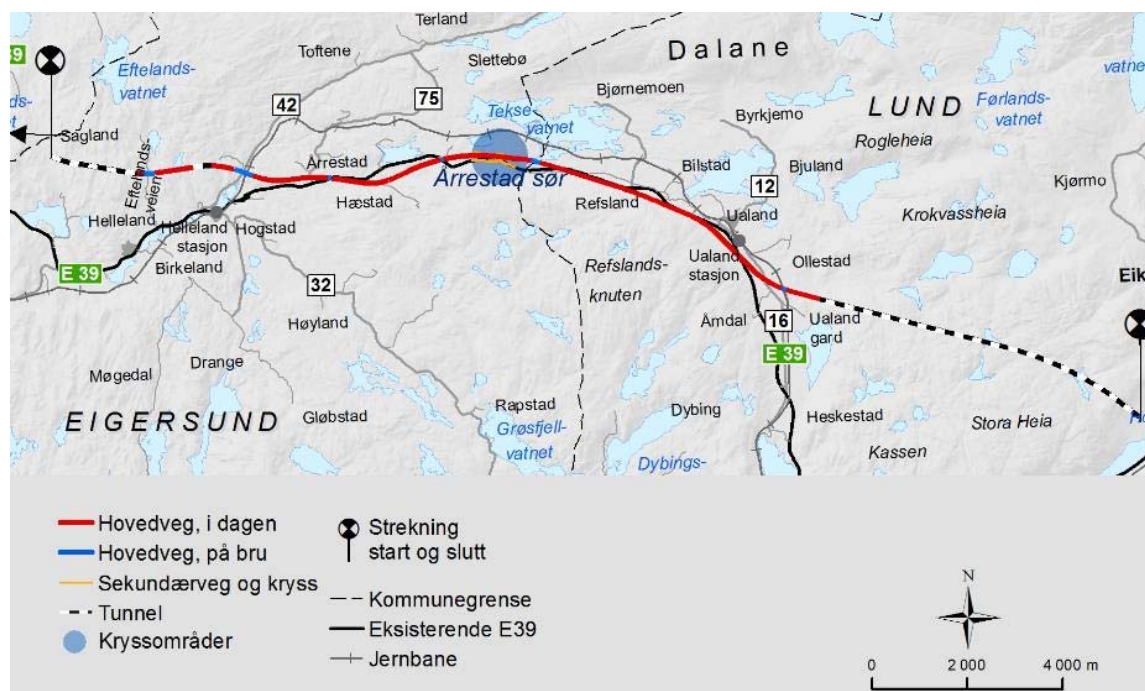 Terland
Toftene
Dalane
39
Eftelands-
vatnet
Slettebø
Bjørnemoen
vatnet
42
75
LUND
Førlands-
vatnet
Tekse-
vatnet
Byrkjemo
Sagland
Rogleheia
Årrestad
Bilstad
Bjuland
Årrestad sør
Kjørmo
Eftelands-
veien
Hæstad
Refsland
12
Helleland
Helleland
stasjon
Hogstad
Ualand
Krokvassheia
Birkeland
E 39
Refslands-
knuten
Ualand
stasjon
Ollestad
Eik
32
Høyland
Åmdal
16
Ualand
gard
E 39
Møgedal
Drange
EIGERSUND
Gløbstad
Rapstad
Grøsfjell-
vatnet
Dybing
Dybings-
Heskestad
Stora Heia
Kassen
Hovedveg, i dagen
Hovedveg, på bru
Sekundærveg og kryss
Tunnel
Kryssområder
Strekning
start og slutt
Kommunegrense
Eksisterende E39
Jernbane
N
0 2 000 4 000 m